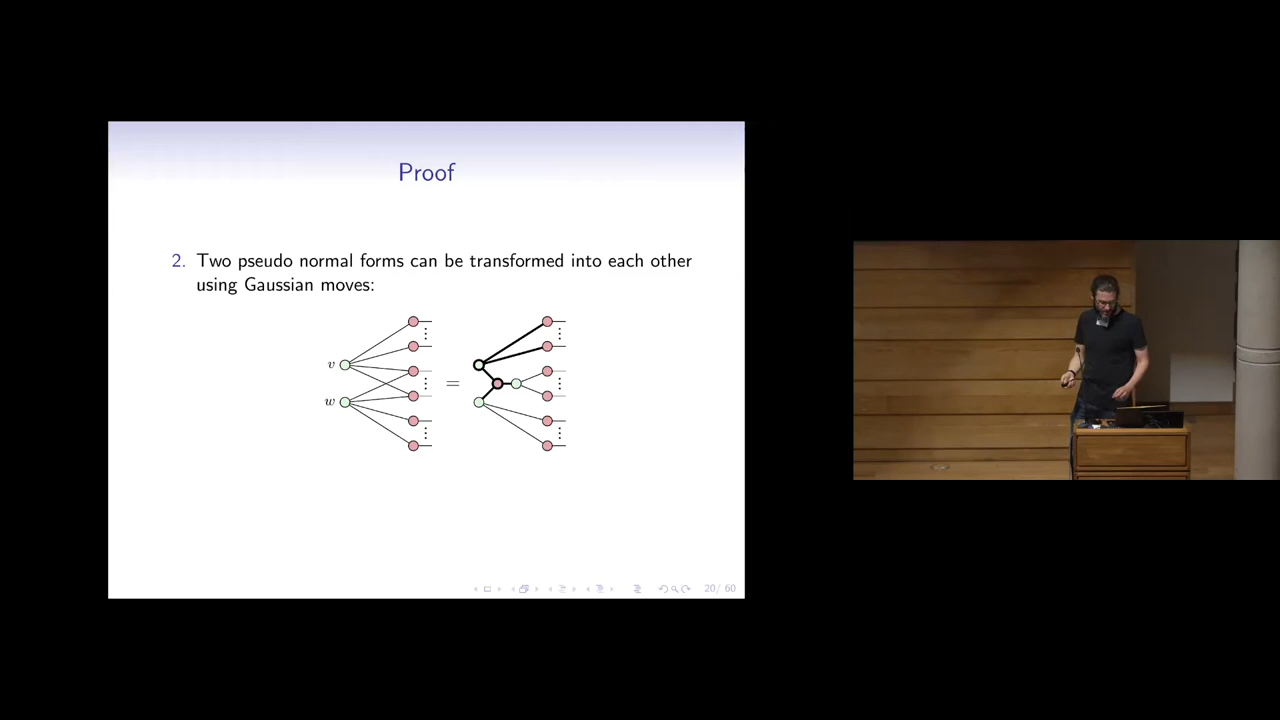 Proof
2. Two pseudo normal forms can be transformed into each other
using Gaussian moves:
v
w
=
20/ 60